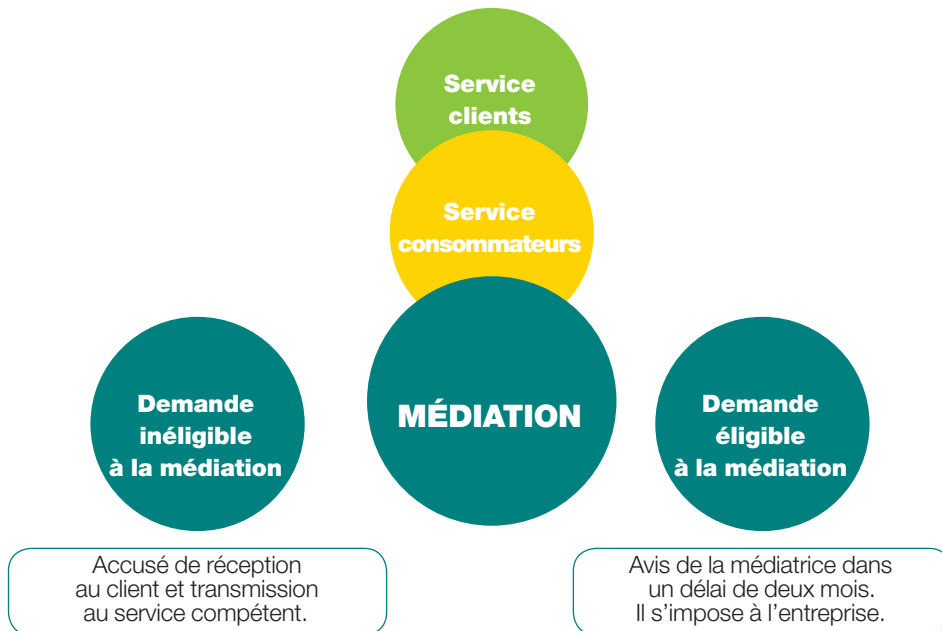 Service
clients
Service
consommateurs
MÉDIATION
Demande
inéligible
à la médiation
Accusé de réception
au client et transmission
au service compétent.
Demande
éligible
à la médiation
Avis de la médiatrice dans
un délai de deux mois.
Il s’impose à l’entreprise.